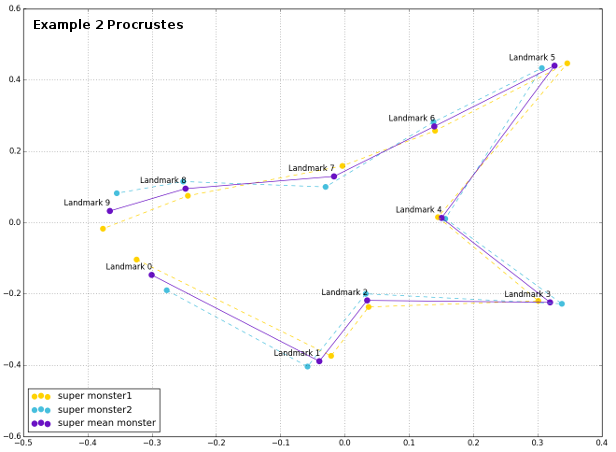 Example 2 Procrustes
0.6
0.4
0.2
0.0
−0.2
−0.4
−0.6
−0.5
−0.4
−0.3
−0.2
−0.1
0.0
0.1
0.2
0.3
0.4
Landmark 5
Landmark 6
Landmark 7
Landmark 8
Landmark 9
Landmark 4
Landmark 0
Landmark 2
Landmark 3
Landmark 1
super monster1
super monster2
super mean monster